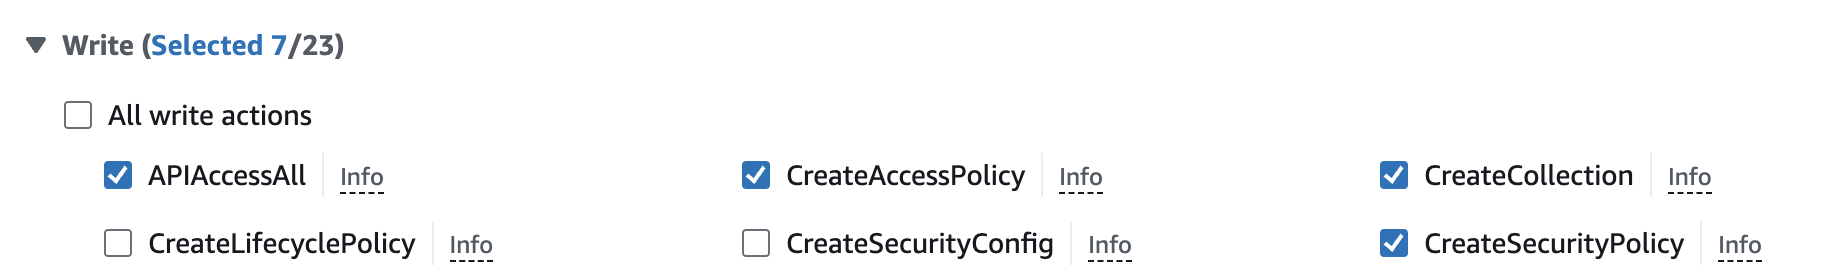 Write (Selected 7/23)
All write actions
APIAccessAll Info CreateAccessPolicy Info CreateCollection Info
CreateLifecyclePolicy Info CreateSecurityConfig Info CreateSecurityPolicy Info